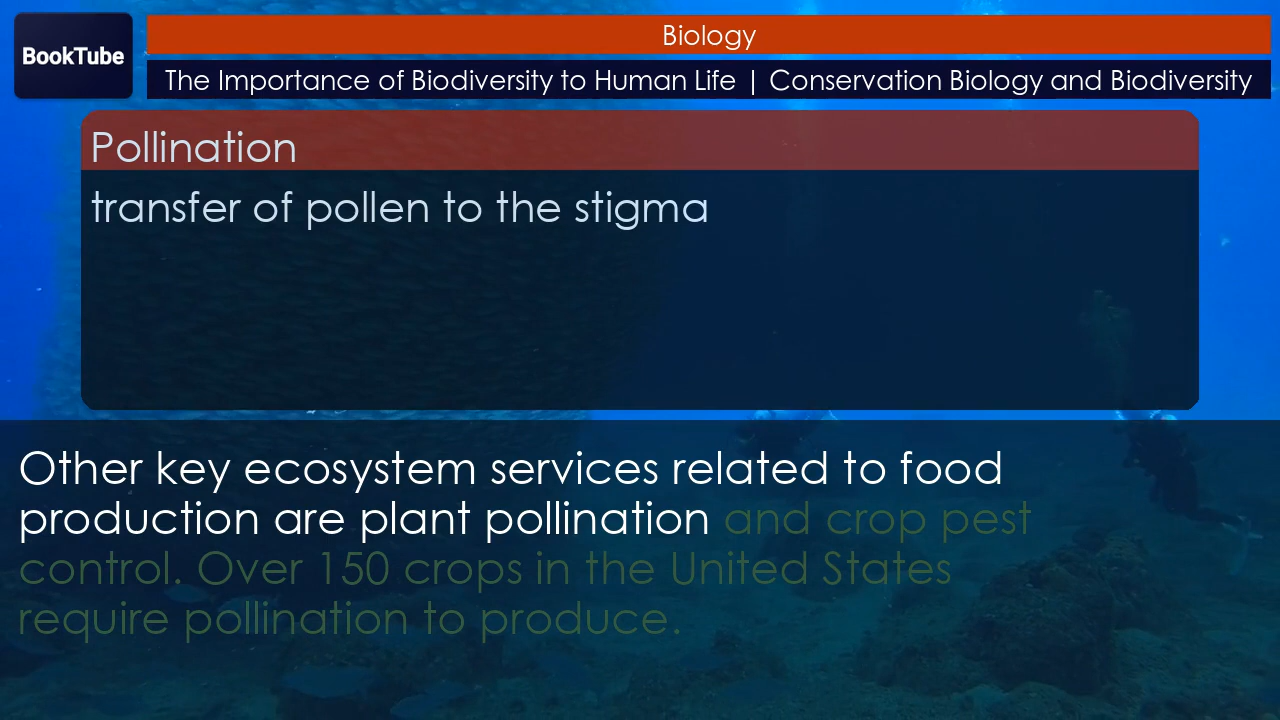 BookTube
Biology
The Importance of Biodiversity to Human Life | Conservation Biology and Biodiversity
Pollination
transfer of pollen to the stigma
Other key ecosystem services related to food
production are plant pollination and crop pest
control. Over 150 crops in the United States
require pollination to produce.